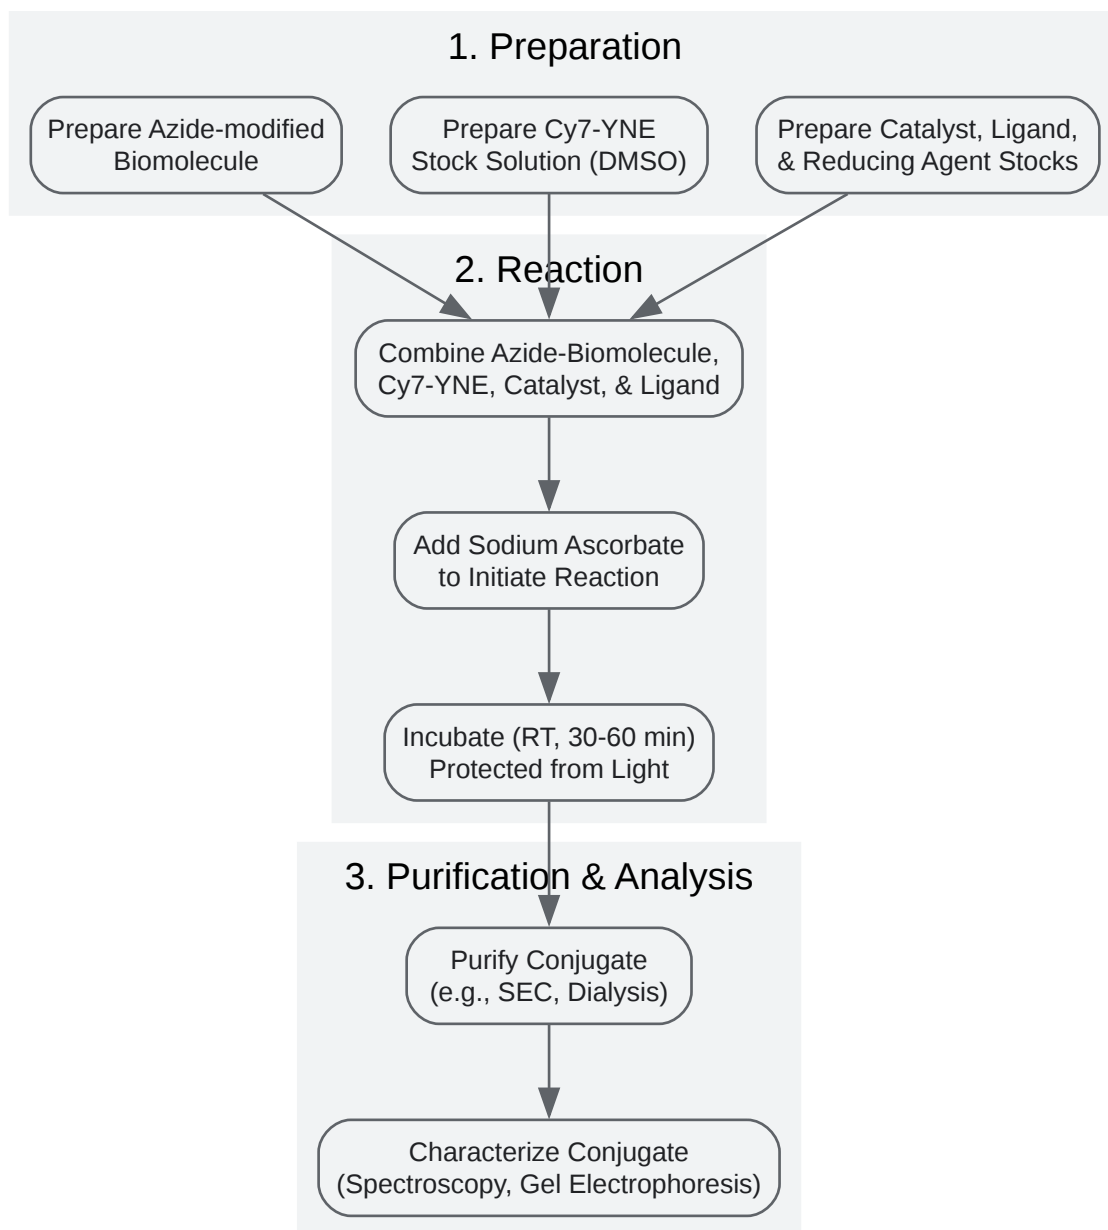 1. Preparation
Prepare Azide-modified
Biomolecule
Prepare Cy7-YNE
Stock Solution (DMSO)
Prepare Catalyst, Ligand,
& Reducing Agent Stocks
2. Reaction
Combine Azide-Biomolecule,
Cy7-YNE, Catalyst, & Ligand
Add Sodium Ascorbate
to Initiate Reaction
Incubate (RT, 30-60 min)
Protected from Light
3. Purification & Analysis
Purify Conjugate
(e.g., SEC, Dialysis)
Characterize Conjugate
(Spectroscopy, Gel Electrophoresis)